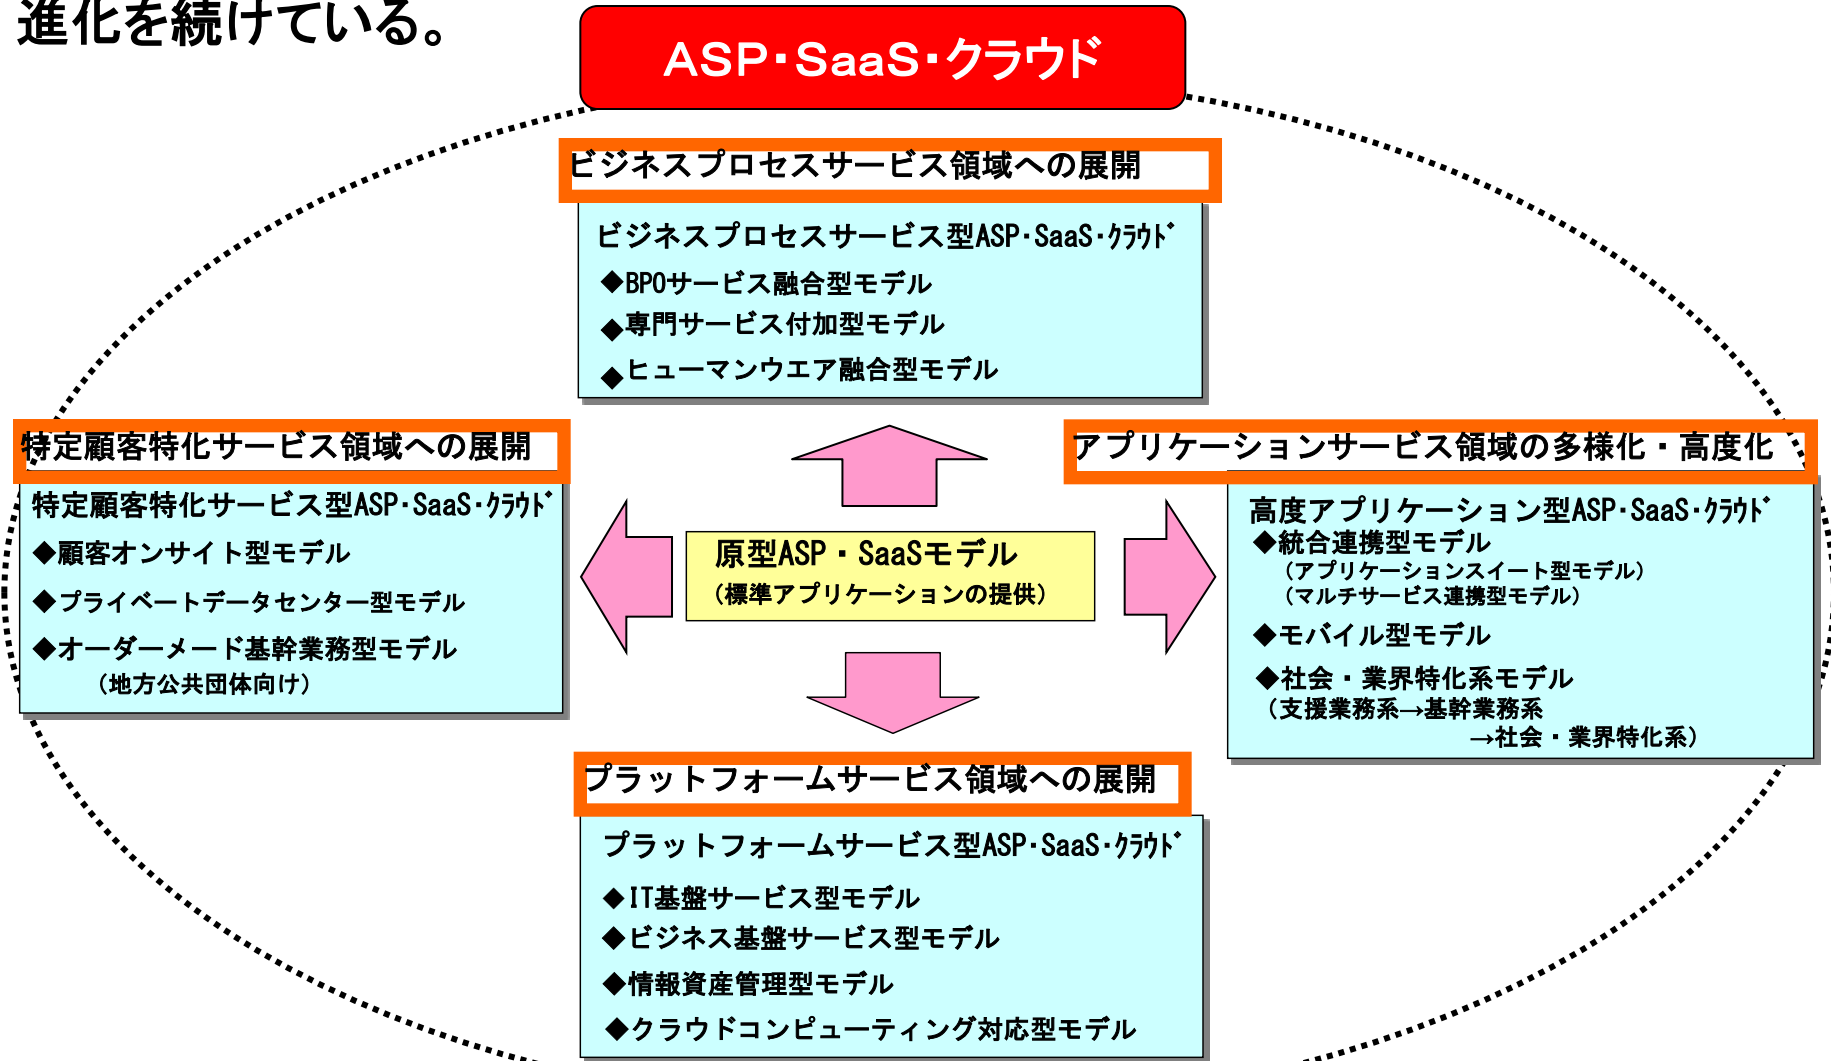 進化を続けている。
ASP・SaaS・クラウド
ビジネスプロセスサービス領域への展開
ビジネスプロセスサービス型ASP・SaaS・ｸﾗｳﾄﾞ
◆BPOサービス融合型モデル
◆専門サービス付加型モデル
◆ヒューマンウエア融合型モデル
特定顧客特化サービス領域への展開
特定顧客特化サービス型ASP・SaaS・ｸﾗｳﾄﾞ
◆顧客オンサイト型モデル
◆プライベートデータセンター型モデル
◆オーダーメード基幹業務型モデル
（地方公共団体向け）
原型ASP・SaaSモデル
（標準アプリケーションの提供）
アプリケーションサービス領域の多様化・高度化
高度アプリケーション型ASP・SaaS・ｸﾗｳﾄﾞ
◆統合連携型モデル
（アプリケーションスイート型モデル）
（マルチサービス連携型モデル）
◆モバイル型モデル
◆社会・業界特化系モデル
（支援業務系→基幹業務系
→社会・業界特化系）
プラットフォームサービス領域への展開
プラットフォームサービス型ASP・SaaS・ｸﾗｳﾄﾞ
◆IT基盤サービス型モデル
◆ビジネス基盤サービス型モデル
◆情報資産管理型モデル
◆クラウドコンピューティング対応型モデル